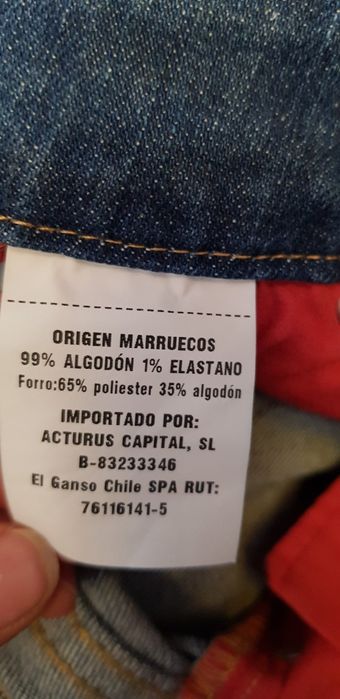 ORIGEN MARRUECOS
99% ALGODÓN 1% ELASTANO
Forro:65% poliester 35% algodón
IMPORTADO POR:
ACTURUS CAPITAL, SL
B-83233346
El Ganso Chile SPA RUT:
76116141-5